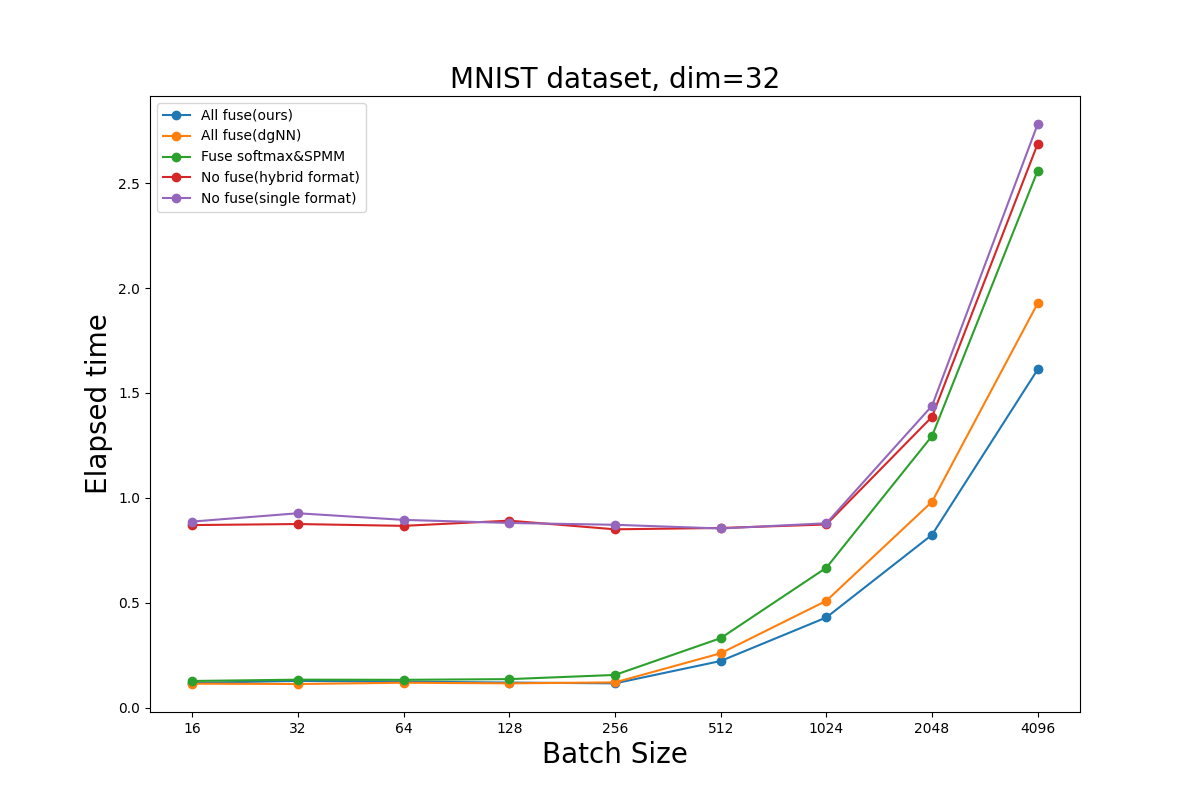 MNIST dataset, dim=32
All fuse(ours)
All fuse(dgNN)
Fuse softmax&SPMM
No fuse(hybrid format)
No fuse(single format)
Elapsed time
2.5
2.0
1.5
1.0
0.5
0.0
16 32 64 128 256 512 1024 2048 4096
Batch Size